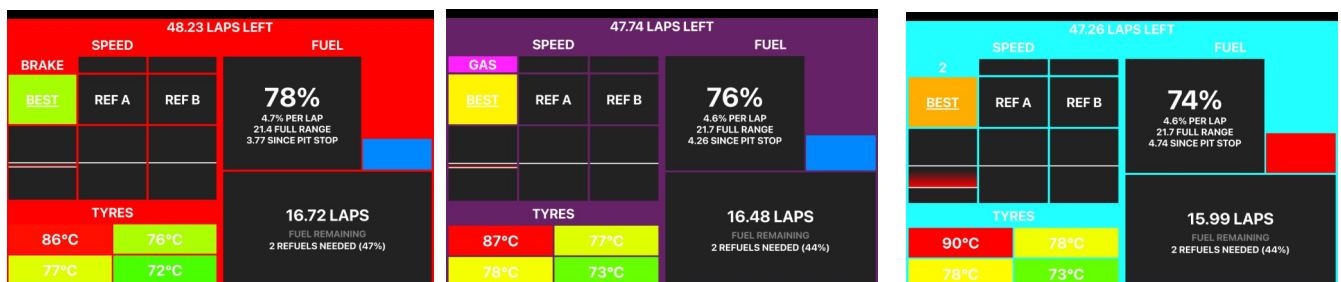 48.23 LAPS LEFT
SPEED FUEL
BRAKE
BEST REF A REF B
78%
4.7% PER LAP
21.4 FULL RANGE
3.77 SINCE PIT STOP
TYRES
86°C 76°C
77°C 72°C
16.72 LAPS
FUEL REMAINING
2 REFUELS NEEDED (47%)
47.74 LAPS LEFT
SPEED FUEL
GAS
BEST REF A REF B
76%
4.6% PER LAP
21.7 FULL RANGE
4.26 SINCE PIT STOP
TYRES
87°C 77°C
78°C 73°C
16.48 LAPS
FUEL REMAINING
2 REFUELS NEEDED (44%)
47.26 LAPS LEFT
SPEED FUEL
2
BEST REF A REF B
74%
4.6% PER LAP
21.7 FULL RANGE
4.74 SINCE PIT STOP
TYRES
90°C 78°C
78°C 73°C
15.99 LAPS
FUEL REMAINING
2 REFUELS NEEDED (44%)